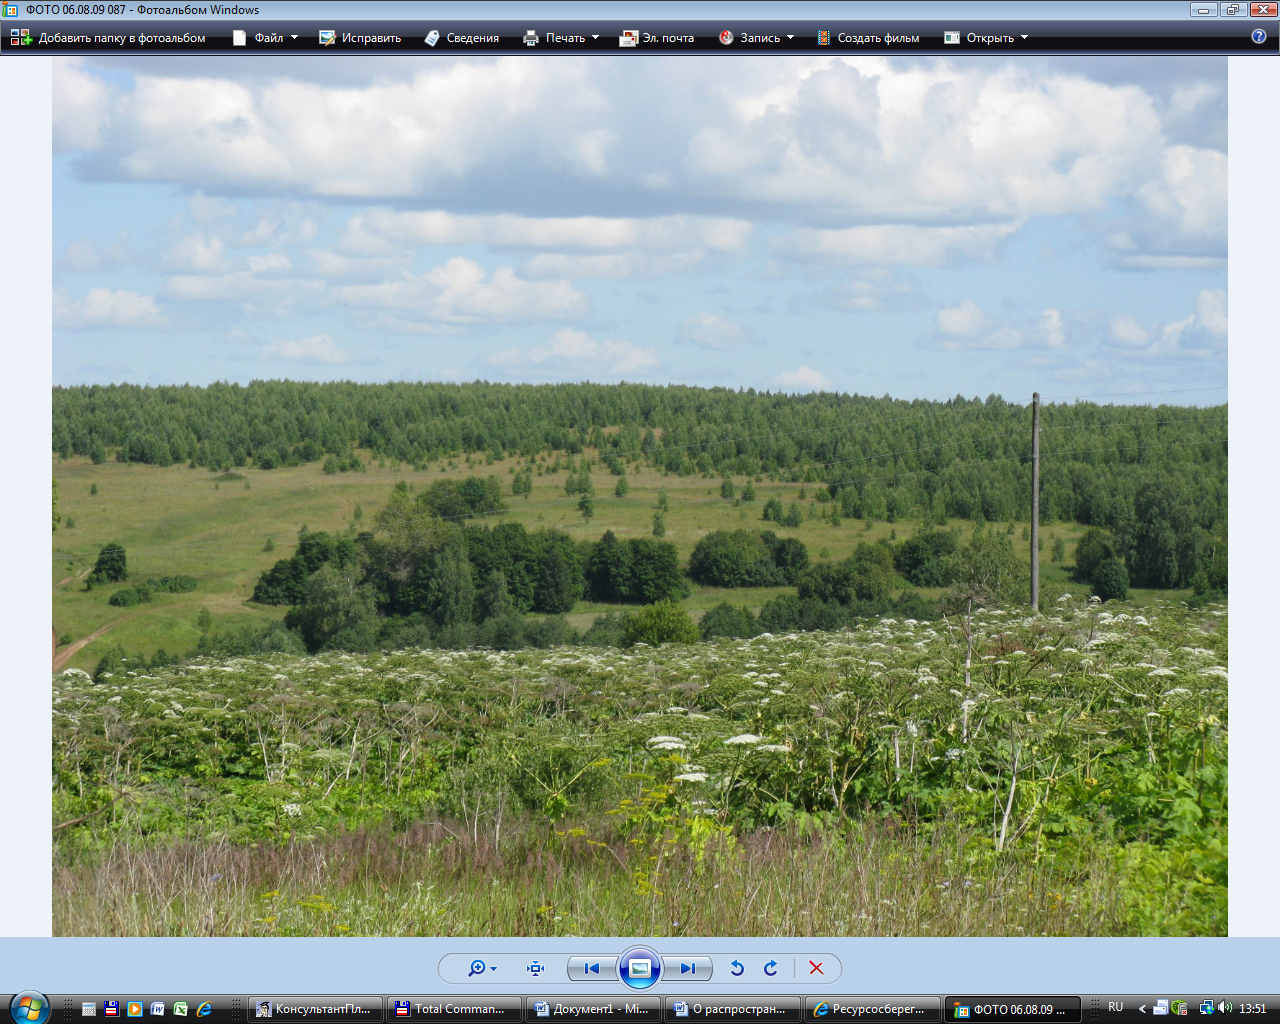 ФОТО 06.08.09 087 - Фотоальбом Windows
Добавить папку в фотоальбом Файл Исправить Сведения Печать Эл. почта Запись Создать фильм Открыть ?
КонсультантПл... Total Comman... Документ1 - Mi... О распростран... Ресурсосберег... ФОТО 06.08.09 ... RU 13:51